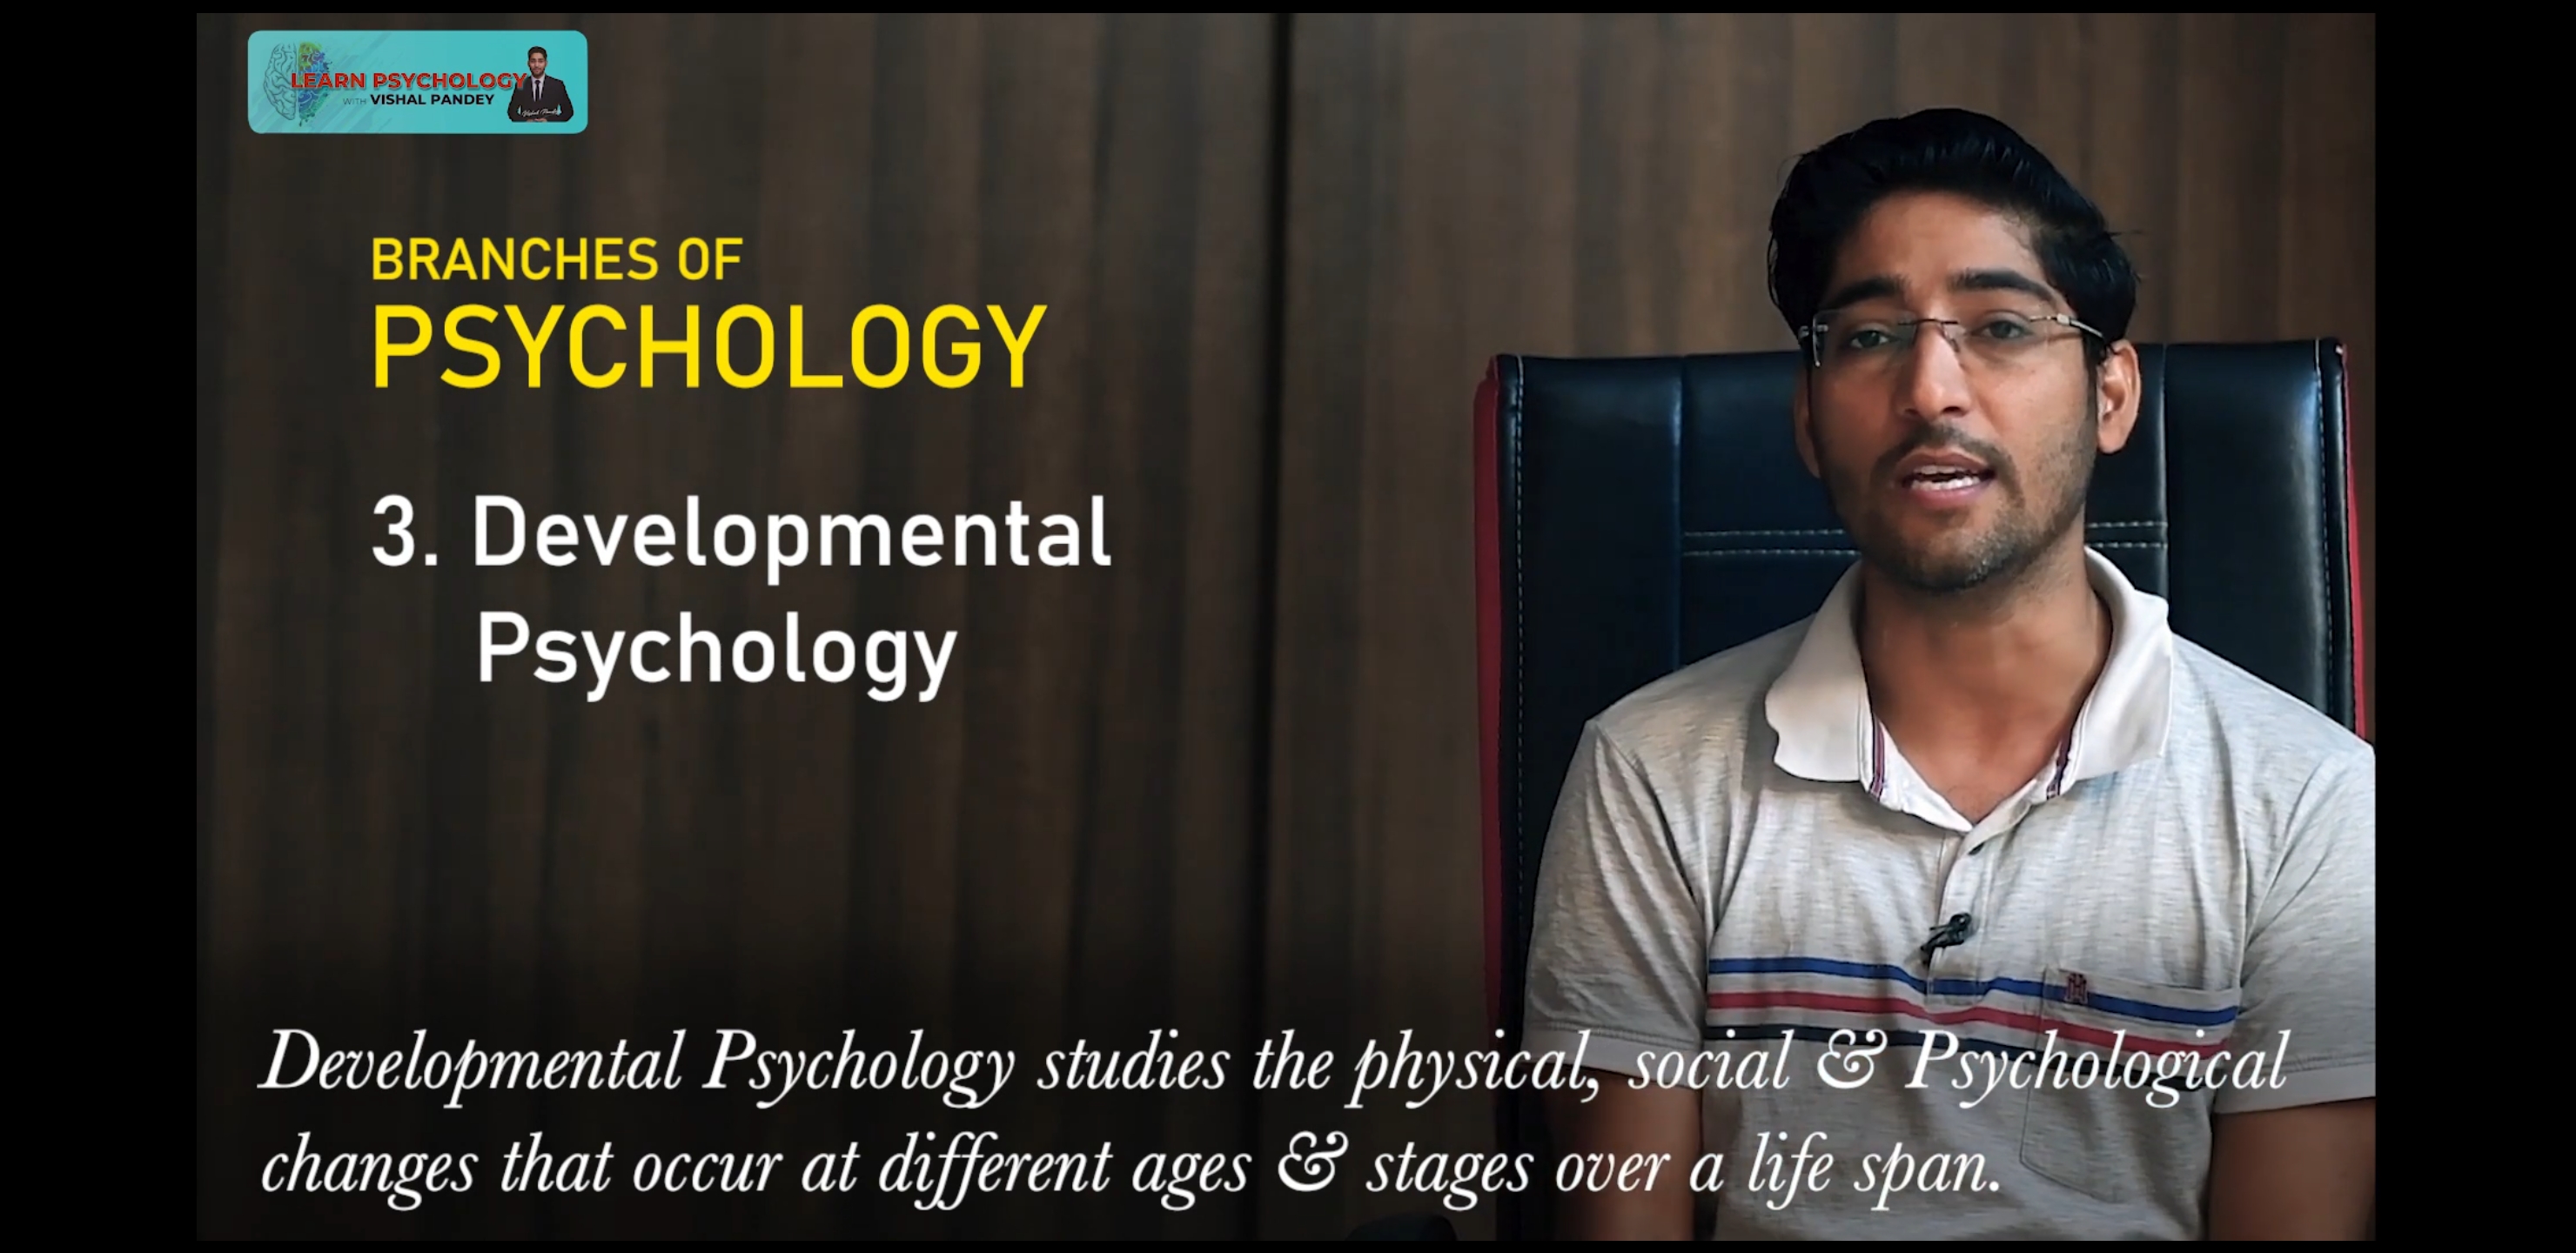 LEARN PSYCHOLOGY
WITH VISHAL PANDEY
BRANCHES OF
PSYCHOLOGY
3. Developmental
Psychology
Developmental Psychology studies the physical, social & Psychological
changes that occur at different ages & stages over a life span.